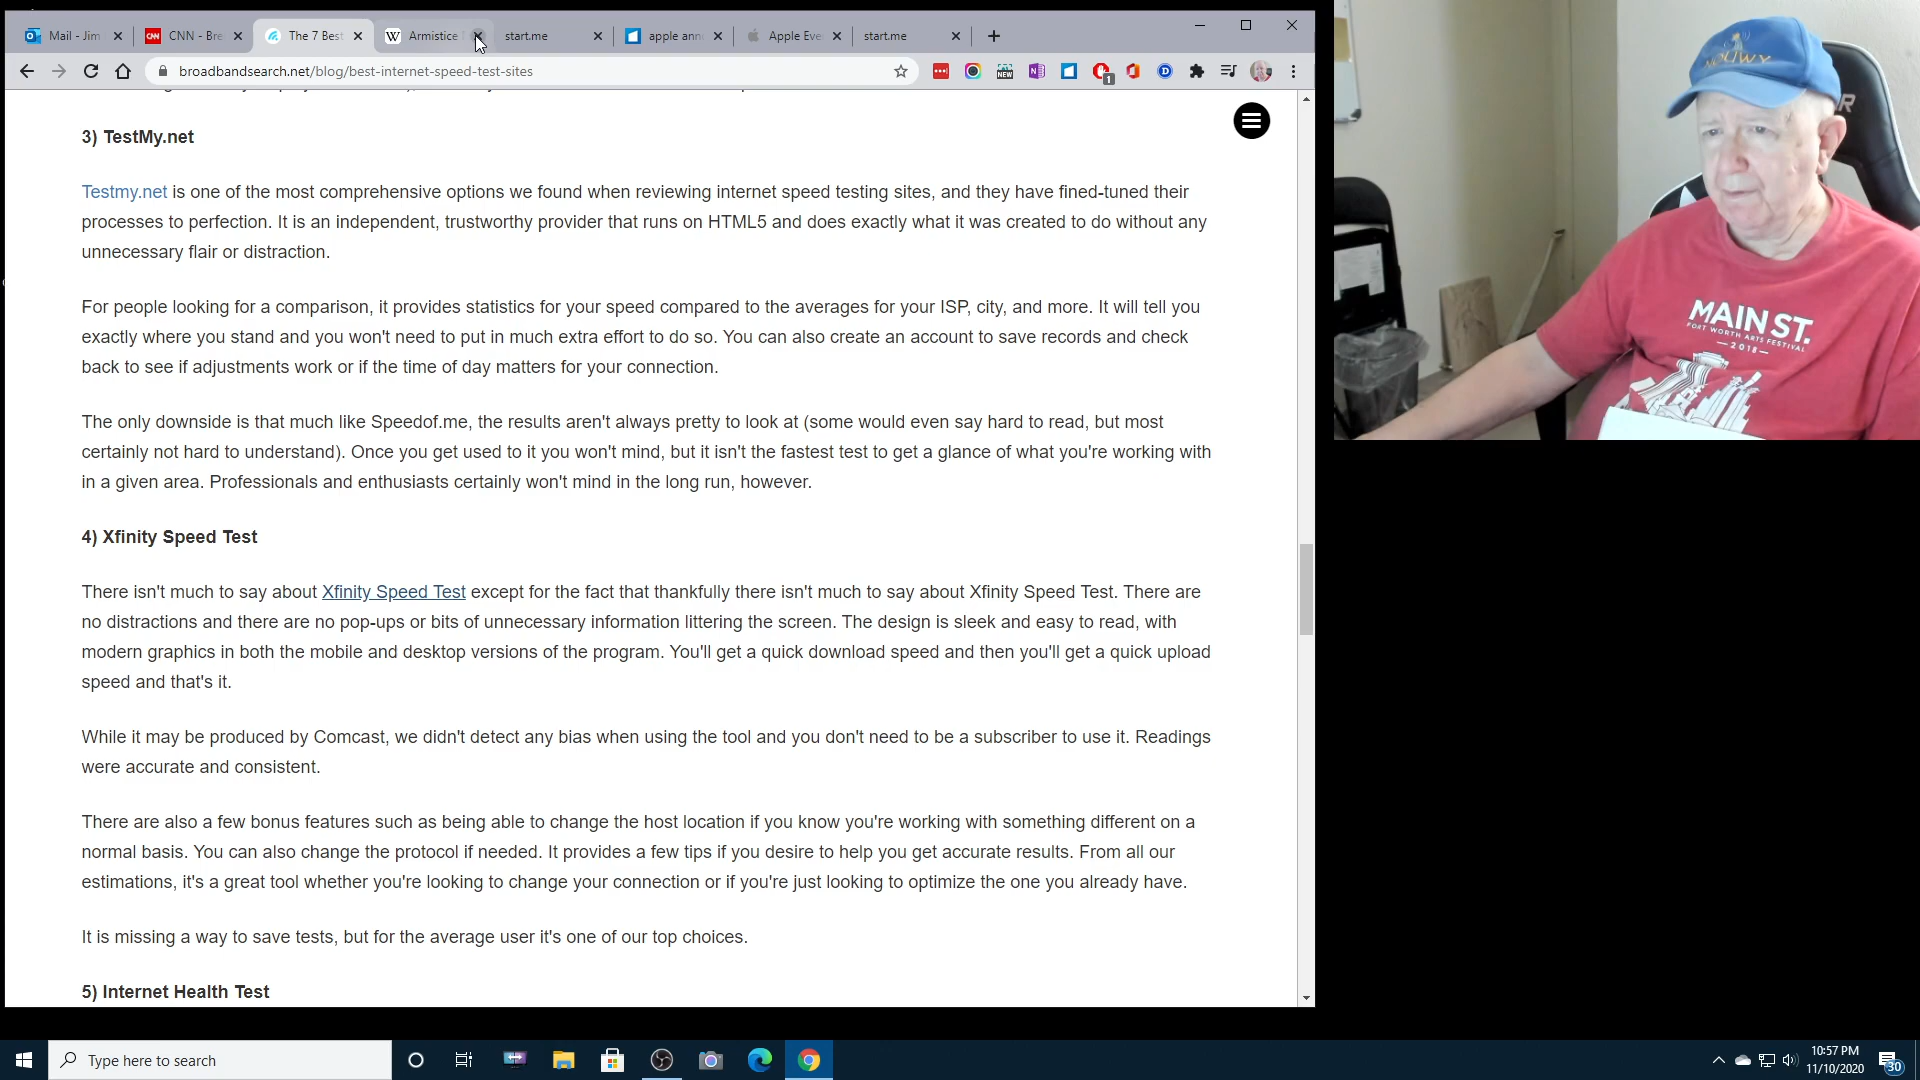 Mail - Jim
CNN - Bre
The 7 Best
Armistice
start.me
apple ann
Apple Eve
start.me
broadbandsearch.net/blog/best-internet-speed-test-sites
3) TestMy.net
Testmy.net is one of the most comprehensive options we found when reviewing internet speed testing sites, and they have fined-tuned their
processes to perfection. It is an independent, trustworthy provider that runs on HTML5 and does exactly what it was created to do without any
unnecessary flair or distraction.
For people looking for a comparison, it provides statistics for your speed compared to the averages for your ISP, city, and more. It will tell you
exactly where you stand and you won't need to put in much extra effort to do so. You can also create an account to save records and check
back to see if adjustments work or if the time of day matters for your connection.
The only downside is that much like Speedof.me, the results aren't always pretty to look at (some would even say hard to read, but most
certainly not hard to understand). Once you get used to it you won't mind, but it isn't the fastest test to get a glance of what you're working with
in a given area. Professionals and enthusiasts certainly won't mind in the long run, however.
4) Xfinity Speed Test
There isn't much to say about Xfinity Speed Test except for the fact that thankfully there isn't much to say about Xfinity Speed Test. There are
no distractions and there are no pop-ups or bits of unnecessary information littering the screen. The design is sleek and easy to read, with
modern graphics in both the mobile and desktop versions of the program. You'll get a quick download speed and then you'll get a quick upload
speed and that's it.
While it may be produced by Comcast, we didn't detect any bias when using the tool and you don't need to be a subscriber to use it. Readings
were accurate and consistent.
There are also a few bonus features such as being able to change the host location if you know you're working with something different on a
normal basis. You can also change the protocol if needed. It provides a few tips if you desire to help you get accurate results. From all our
estimations, it's a great tool whether you're looking to change your connection or if you're just looking to optimize the one you already have.
It is missing a way to save tests, but for the average user it's one of our top choices.
5) Internet Health Test
NOUWY
MAIN ST.
FORT WORTH ARTS FESTIVAL
-2018-
Type here to search
10:57 PM
11/10/2020
30